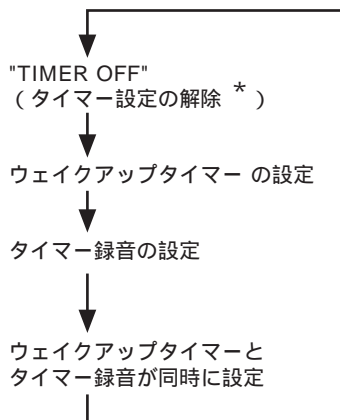 "TIMER OFF"
（タイマー設定の解除 *）
ウェイクアップタイマー の設定
タイマー録音の設定
ウェイクアップタイマーと
タイマー録音が同時に設定